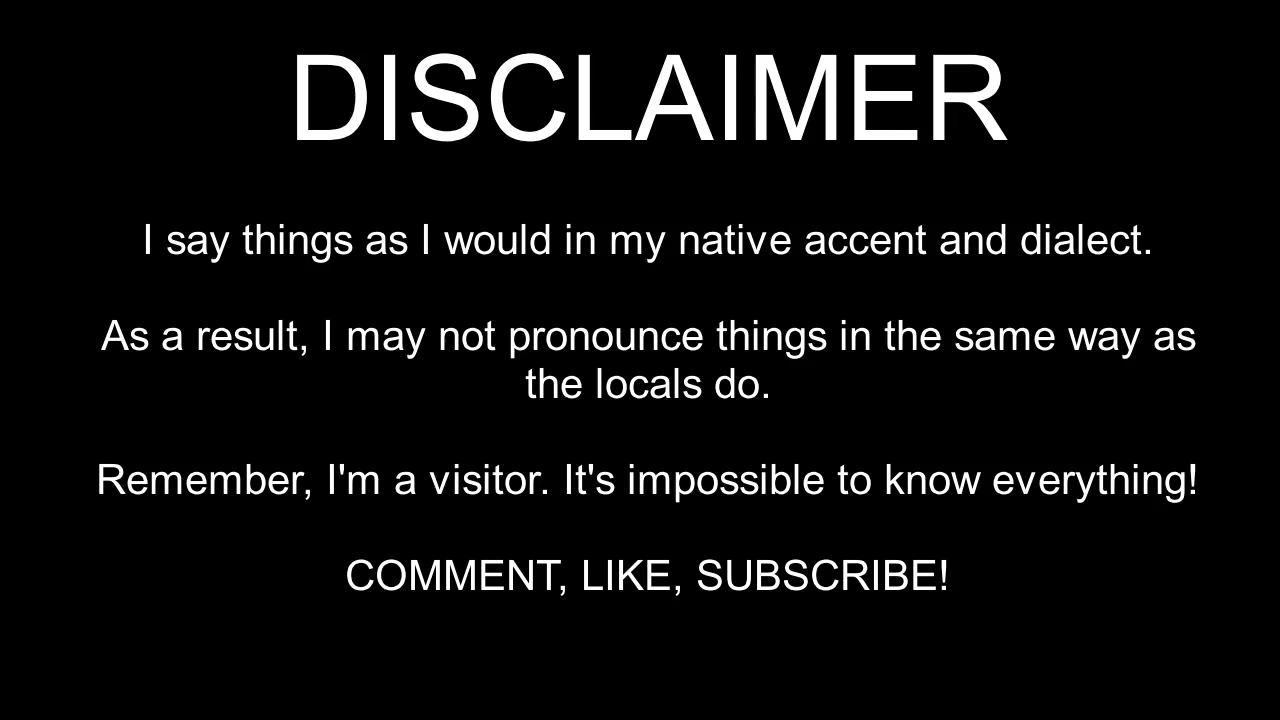 DISCLAIMER
I say things as I would in my native accent and dialect.
As a result, I may not pronounce things in the same way as
the locals do.
Remember, I'm a visitor. It's impossible to know everything!
COMMENT, LIKE, SUBSCRIBE!